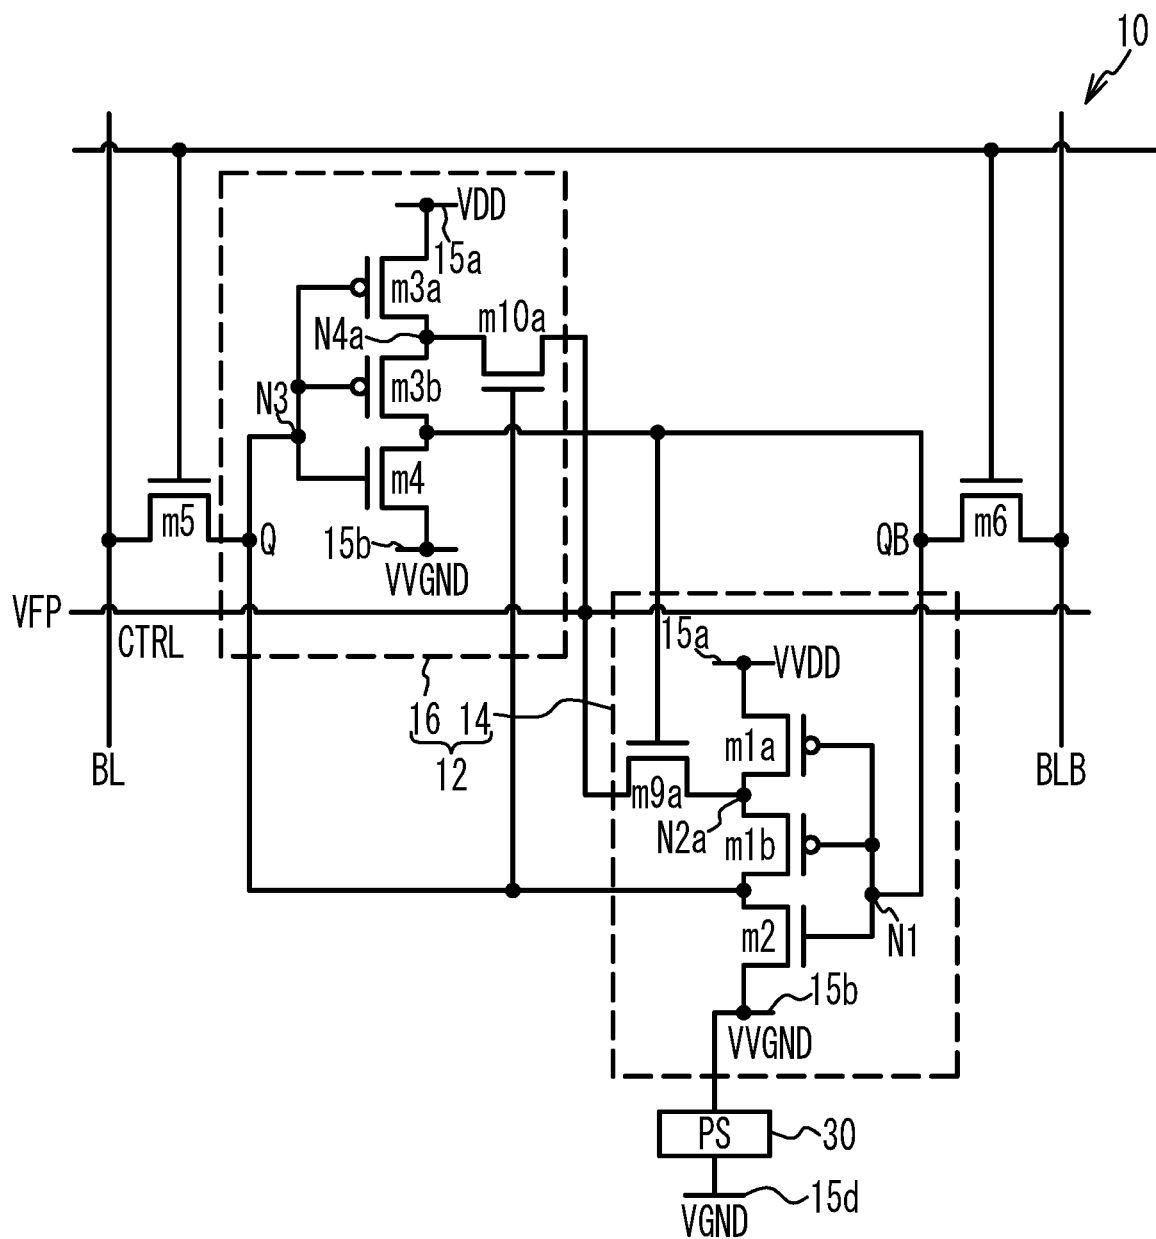 10
VDD
15a
m3a
N4a
m10a
m3b
N3
m4
m5
Q
15b
VVGND
QB
m6
VFP
CTRL
15a
VVDD
16 14
12
m1a
BL
BLB
m9a
N2a
m1b
m2
N1
15b
VVGND
PS
30
15d
VGND